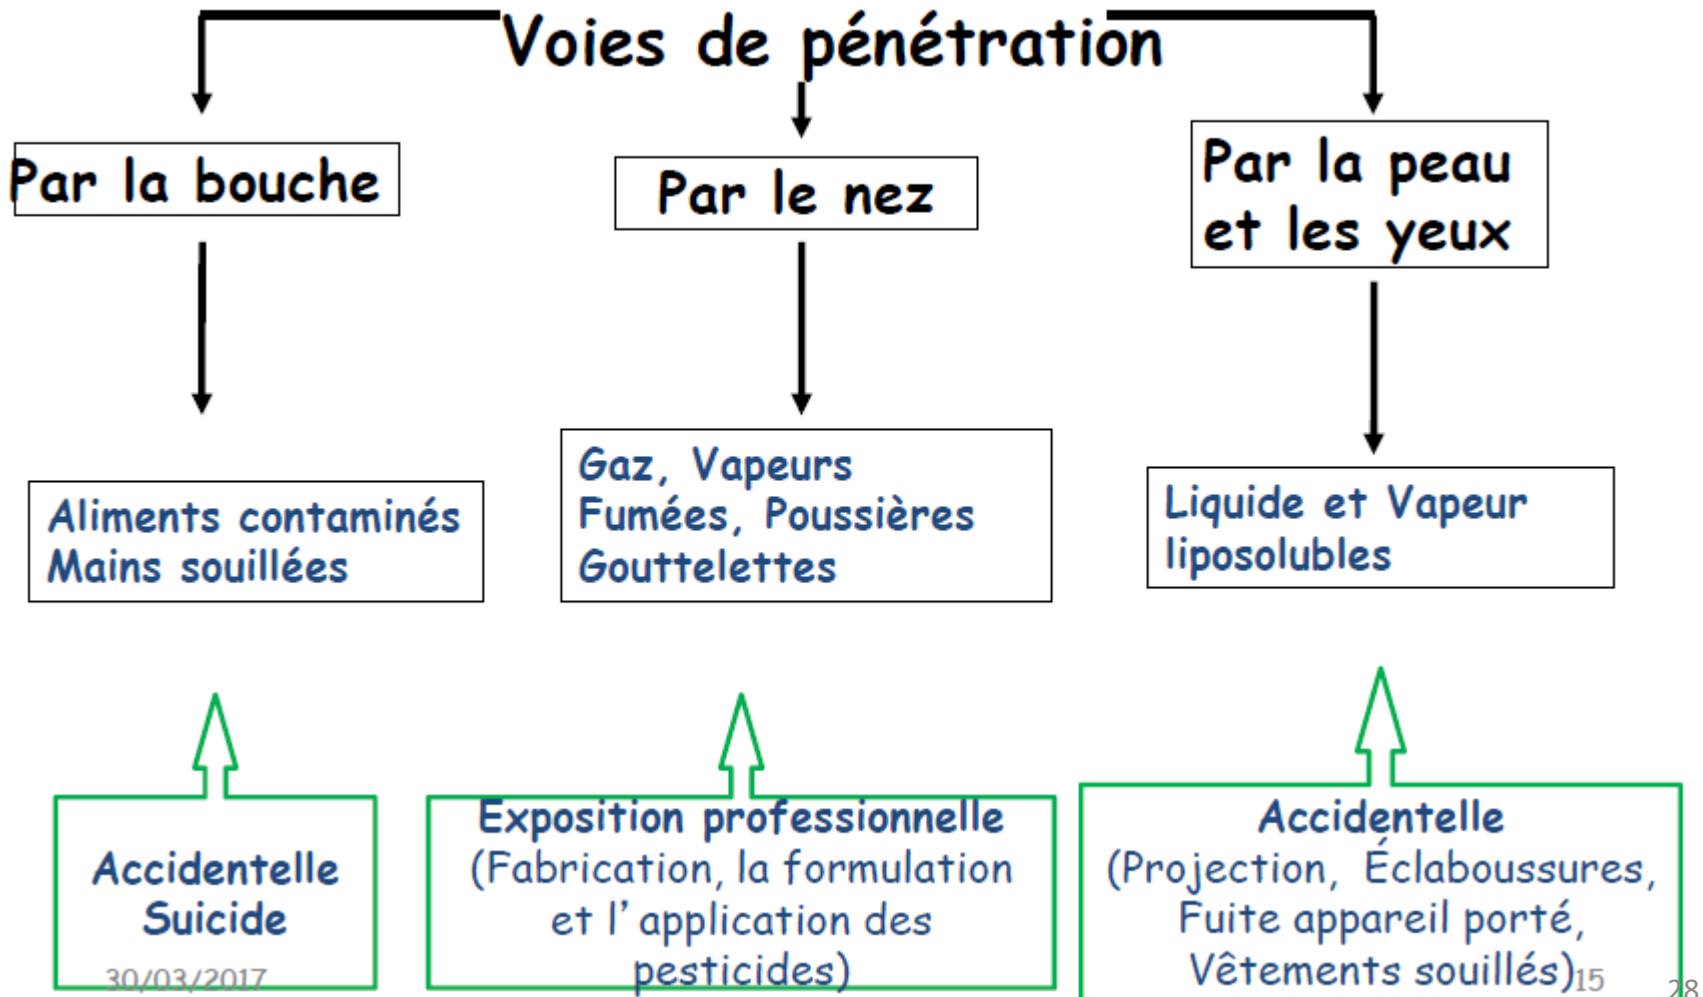 Voies de pénétration
Par la bouche
Par le nez
Par la peau
et les yeux
Aliments contaminés
Mains souillées
Gaz, Vapeurs
Fumées, Poussières
Gouttelettes
Liquide et Vapeur
liposolubles
Accidentelle
Suicide
Exposition professionnelle
(Fabrication, la formulation
et l’application des
pesticides)
Accidentelle
(Projection, Éclaboussures,
Fuite appareil porté,
Vêtements souillés)
30/03/2017
15
28